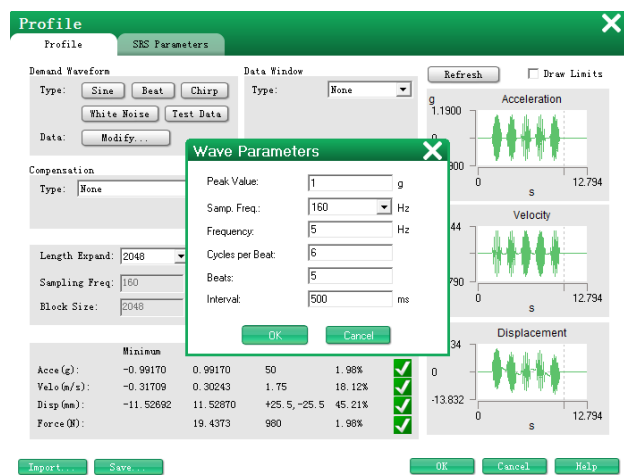 Profile
Profile SRS Parameters
Demand Waveform
Type: Sine Beat Chirp
White Noise Test Data
Data: Modify...
Data Window
Type: None
Compensation
Type: None
Length Expand: 2048
Sampling Freq: 160
Block Size: 2048
Wave Parameters
Peak Value: 1 g
Samp. Freq.: 160 Hz
Frequency: 5 Hz
Cycles per Beat: 6
Beats: 5
Interval: 500 ms
OK Cancel
Refresh Draw Limits
Acceleration
g
1.1900
0
900
0 12.794
s
Velocity
44
790
0 12.794
s
Displacement
34
0
-13.832
0 12.794
s
Minimum
Acce(g): -0.99170 0.99170 50 1.98%
Velo(m/s): -0.31709 0.30243 1.75 18.12%
Disp(mm): -11.52692 11.52870 +25.5,-25.5 45.21%
Force(N): 19.4373 980 1.98%
Import... Save...
OK Cancel Help